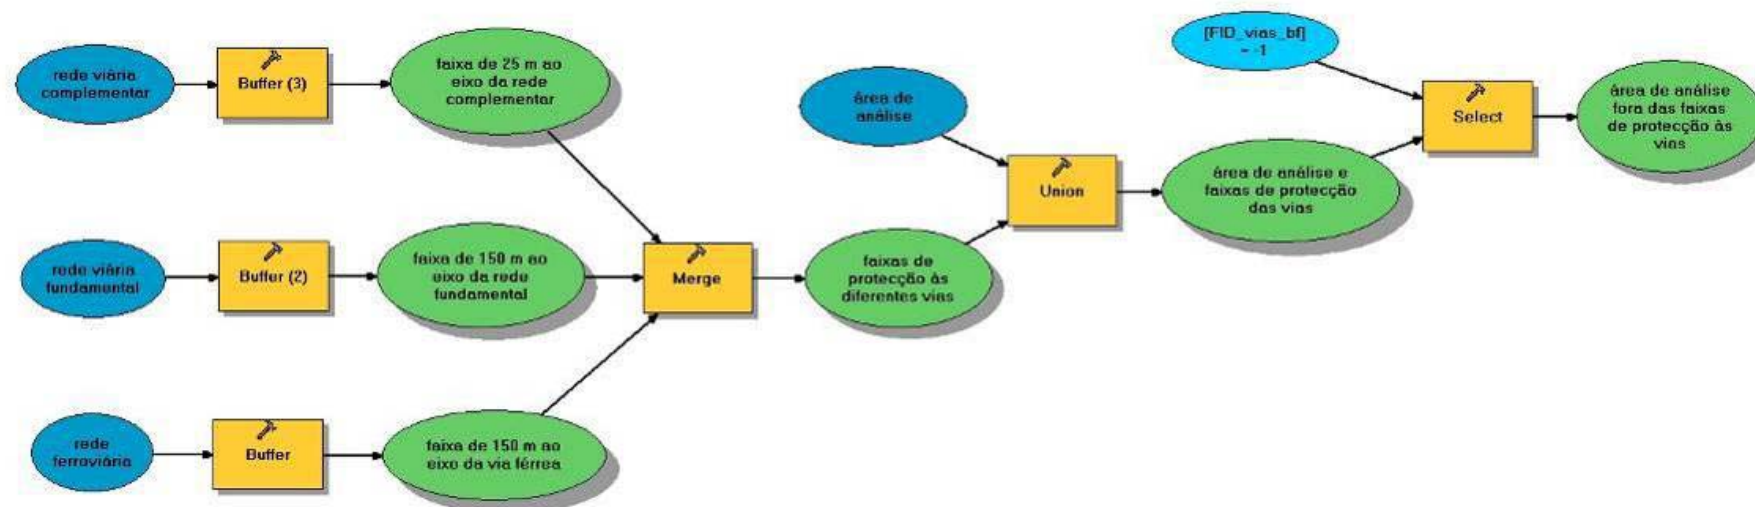 rede viária
complementar
Buffer (3)
faixa de 25 m ao
eixo da rede
complementar
rede viária
fundamental
Buffer (2)
faixa de 150 m ao
eixo da rede
fundamental
rede
ferroviária
Buffer
faixa de 150 m ao
eixo da via férrea
Merge
faixas de
protecção às
diferentes vias
área de
análise
Union
área de análise e
faixas de protecção
das vias
[FID_vias_bf]
= -1
Select
área de análise
fora das faixas
de protecção às
vias